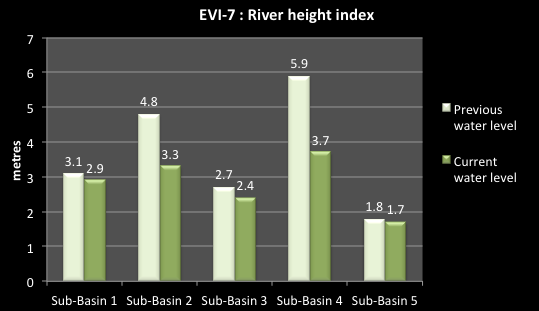 EVI-7 : River height index
7
6
5
4
3
2
1
0
metres
3.1
2.9
4.8
3.3
2.7
2.4
5.9
3.7
1.8
1.7
Sub-Basin 1
Sub-Basin 2
Sub-Basin 3
Sub-Basin 4
Sub-Basin 5
Previous
water level
Current
water level